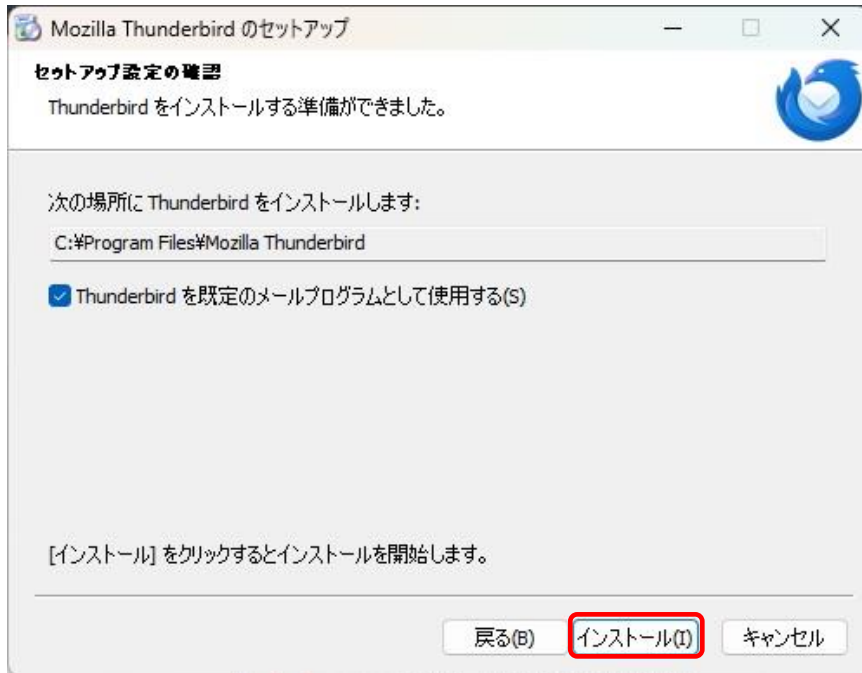 Mozilla Thunderbird のセットアップ
セットアップ設定の確認
Thunderbird をインストールする準備ができました。
次の場所に Thunderbird をインストールします:
C:¥Program Files¥Mozilla Thunderbird
Thunderbird を既定のメールプログラムとして使用する(S)
[インストール] をクリックするとインストールを開始します。
戻る(B) インストール(I) キャンセル